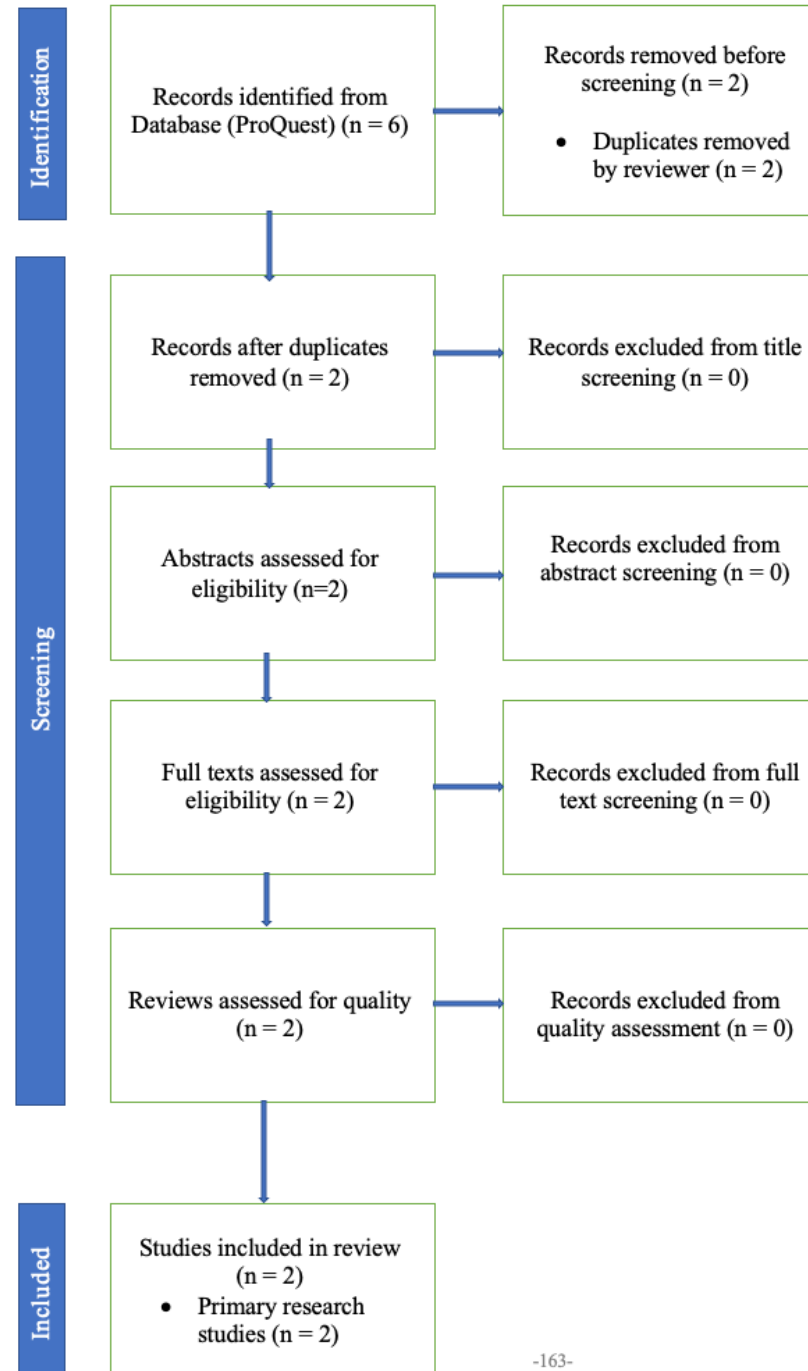 Identification
Records identified from
Database (ProQuest) (n = 6)
Records removed before
screening (n = 2)
• Duplicates removed
by reviewer (n = 2)
Screening
Records after duplicates
removed (n = 2)
Records excluded from title
screening (n = 0)
Abstracts assessed for
eligibility (n=2)
Records excluded from
abstract screening (n = 0)
Full texts assessed for
eligibility (n = 2)
Records excluded from full
text screening (n = 0)
Reviews assessed for quality
(n = 2)
Records excluded from
quality assessment (n = 0)
Included
Studies included in review
(n = 2)
• Primary research
studies (n = 2)
-163-